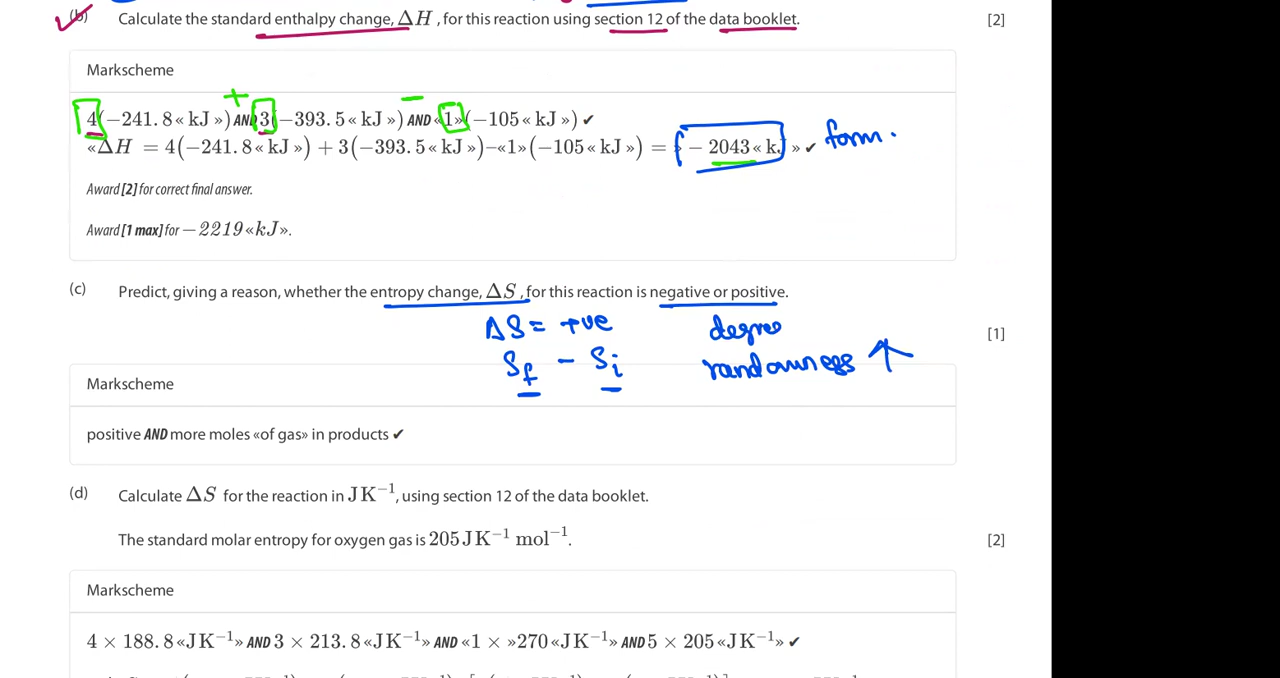 (b) Calculate the standard enthalpy change, ΔH, for this reaction using section 12 of the data booklet. [2]
Markscheme
+ −
4(−241.8«kJ») AND 3(−393.5«kJ») AND «1»(−105«kJ») ✔
«ΔH = 4(−241.8«kJ») + 3(−393.5«kJ»)−«1»(−105«kJ») = » − 2043 «kJ» ✔ form.
Award [2] for correct final answer.
Award [1 max] for −2219 «kJ».
(c) Predict, giving a reason, whether the entropy change, ΔS, for this reaction is negative or positive.
ΔS = +ve degree [1]
Sf − Si randomness ↑
Markscheme
positive AND more moles «of gas» in products ✔
(d) Calculate ΔS for the reaction in J K⁻¹, using section 12 of the data booklet.
The standard molar entropy for oxygen gas is 205 J K⁻¹ mol⁻¹. [2]
Markscheme
4 × 188.8 «J K⁻¹» AND 3 × 213.8 «J K⁻¹» AND «1 × »270 «J K⁻¹» AND 5 × 205 «J K⁻¹» ✔